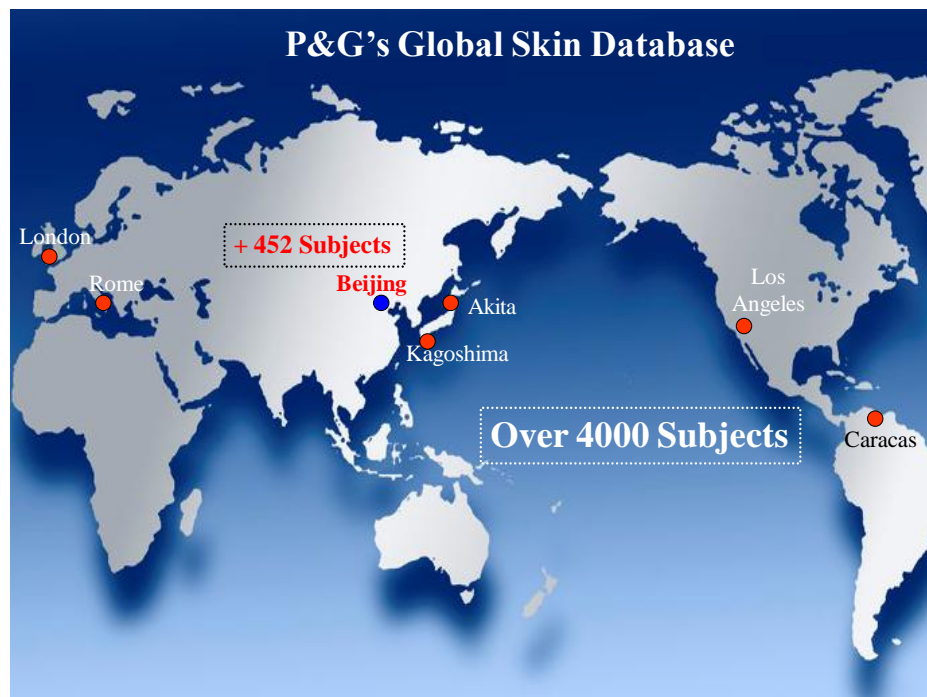 P&G's Global Skin Database
London
+ 452 Subjects
Rome
Beijing
Akita
Los
Angeles
Kagoshima
Over 4000 Subjects
Caracas